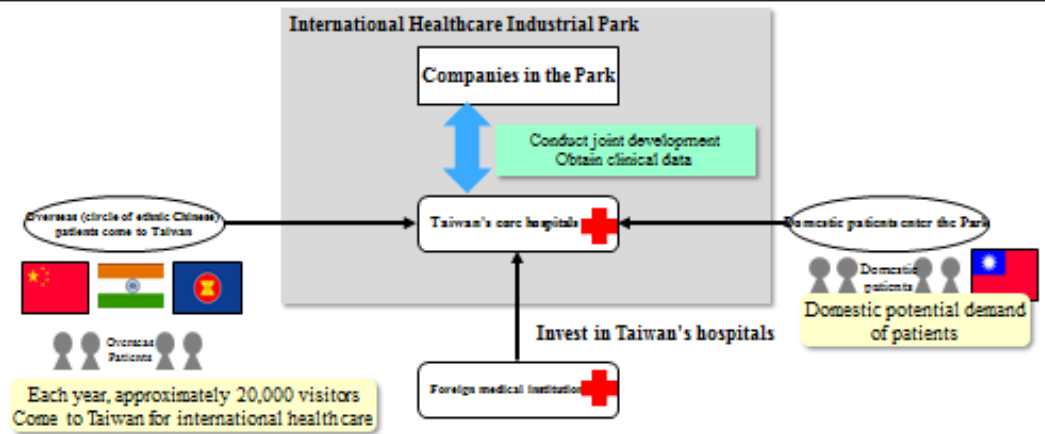 International Healthcare Industrial Park
Companies in the Park
Conduct joint development
Obtain clinical data
Overseas (circle of ethnic Chinese)
patients come to Taiwan
Taiwan's core hospitals
Domestic patients enter the Park
Domestic
patients
Domestic potential demand
of patients
Overseas
Patients
Invest in Taiwan's hospitals
Each year, approximately 20,000 visitors
Come to Taiwan for international healthcare
Foreign medical institution